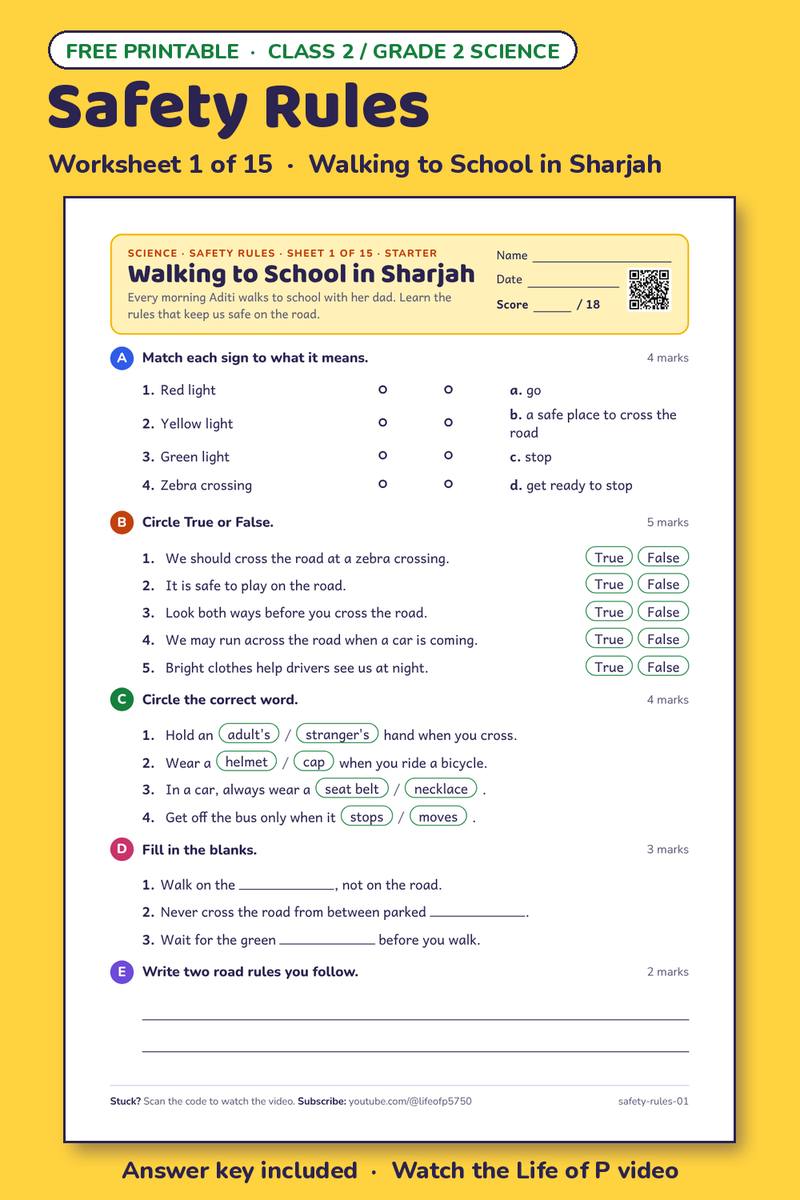 FREE PRINTABLE · CLASS 2 / GRADE 2 SCIENCE
Safety Rules
Worksheet 1 of 15 · Walking to School in Sharjah
SCIENCE · SAFETY RULES · SHEET 1 OF 15 · STARTER
Walking to School in Sharjah
Every morning Aditi walks to school with her dad. Learn the
rules that keep us safe on the road.
Name ____
Date ____
Score ____ / 18
A Match each sign to what it means. 4 marks
1. Red light a. go
2. Yellow light b. a safe place to cross the
road
3. Green light c. stop
4. Zebra crossing d. get ready to stop
B Circle True or False. 5 marks
1. We should cross the road at a zebra crossing. True False
2. It is safe to play on the road. True False
3. Look both ways before you cross the road. True False
4. We may run across the road when a car is coming. True False
5. Bright clothes help drivers see us at night. True False
C Circle the correct word. 4 marks
1. Hold an adult's / stranger's hand when you cross.
2. Wear a helmet / cap when you ride a bicycle.
3. In a car, always wear a seat belt / necklace .
4. Get off the bus only when it stops / moves .
D Fill in the blanks. 3 marks
1. Walk on the ____, not on the road.
2. Never cross the road from between parked ____.
3. Wait for the green ____ before you walk.
E Write two road rules you follow. 2 marks
Stuck? Scan the code to watch the video. Subscribe: youtube.com/@lifeofp5750 safety-rules-01
Answer key included · Watch the Life of P video